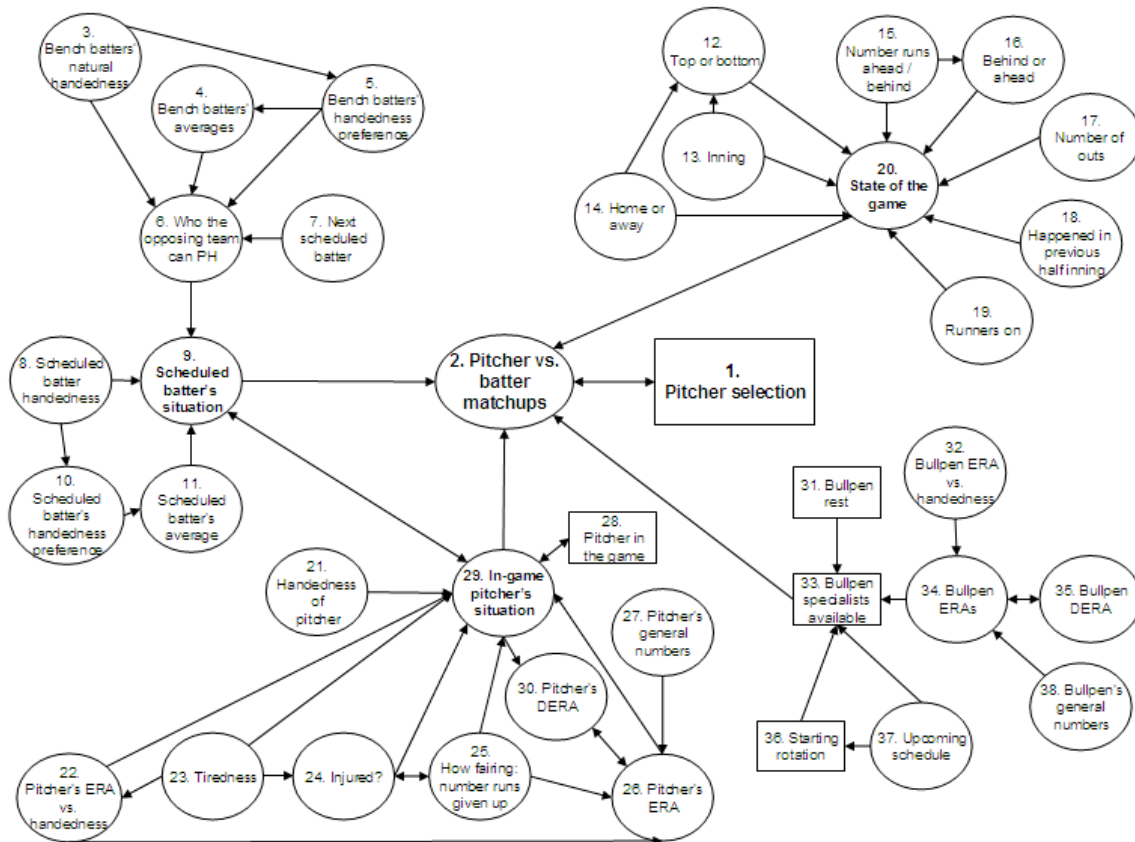 3.
Bench batters'
natural
handedness
4.
Bench batters'
averages
5.
Bench batters'
handedness
preference
6. Who the
opposing team
can PH
7. Next
scheduled
batter
8. Scheduled
batter
handedness
9.
Scheduled
batter's
situation
10.
Scheduled
batter's
handedness
preference
11.
Scheduled
batter's
average
12.
Top or bottom
13. Inning
14. Home or
away
15.
Number runs
ahead /
behind
16.
Behind or
ahead
17.
Number of
outs
18.
Happened in
previous
half inning
19.
Runners on
20.
State of the
game
2. Pitcher vs.
batter
matchups
1.
Pitcher selection
21.
Handedness
of
pitcher
22.
Pitcher's ERA
vs.
handedness
23. Tiredness
24. Injured?
25.
How fairing:
number runs
given up
26. Pitcher's
ERA
27. Pitcher's
general
numbers
28.
Pitcher in
the game
29. In-game
pitcher's
situation
30. Pitcher's
DERA
31. Bullpen
rest
32.
Bullpen ERA
vs.
handedness
33. Bullpen
specialists
available
34. Bullpen
ERAs
35. Bullpen
DERA
36. Starting
rotation
37. Upcoming
schedule
38. Bullpen's
general
numbers